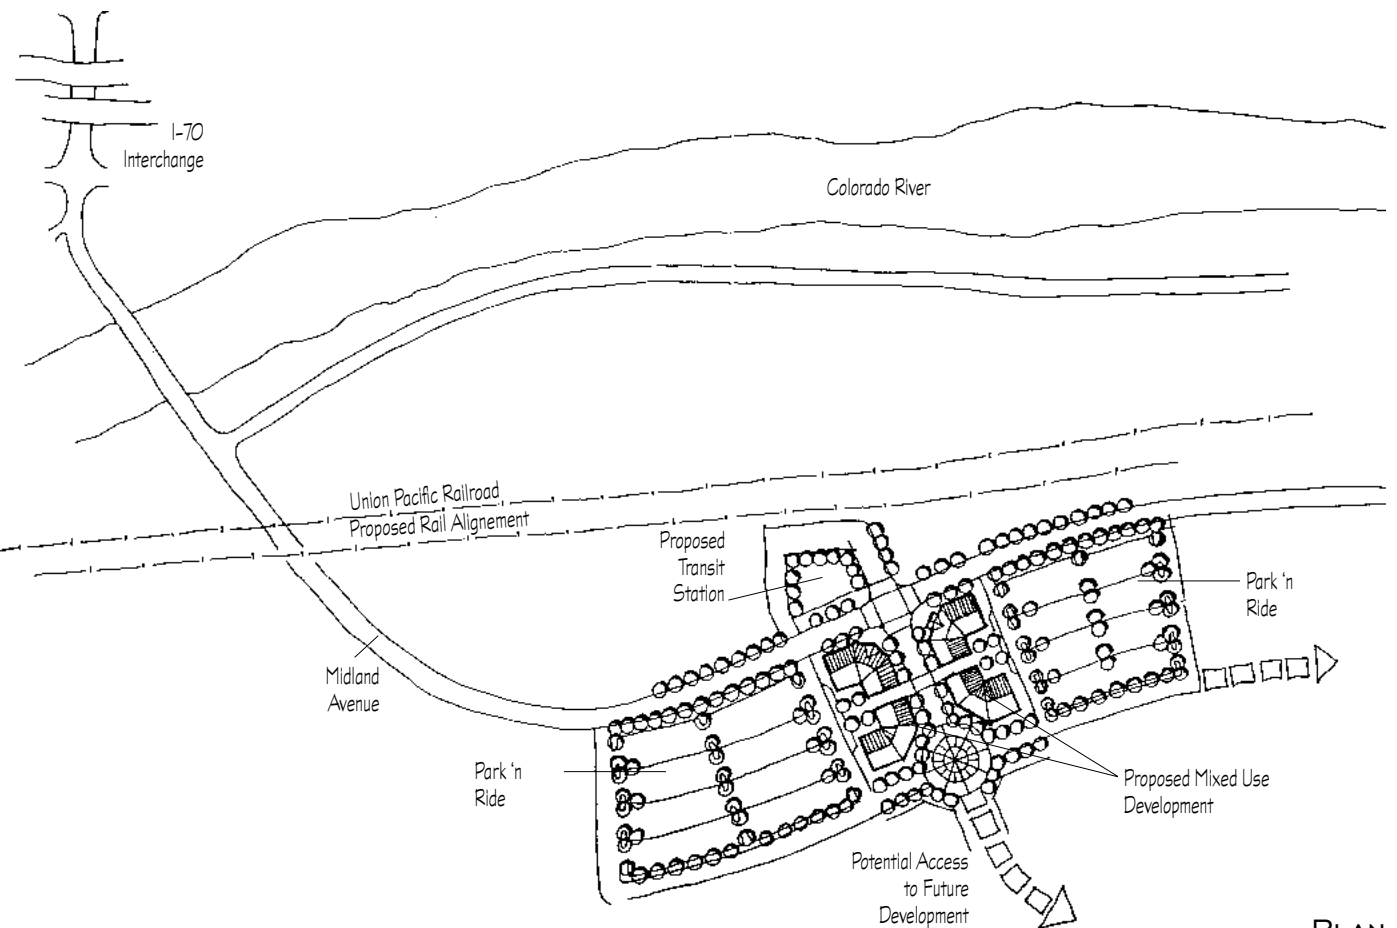 I-70
Interchange
Colorado River
Union Pacific Railroad
Proposed Rail Alignement
Proposed
Transit
Station
Park 'n
Ride
Midland
Avenue
Park 'n
Ride
Proposed Mixed Use
Development
Potential Access
to Future
Development
PLAN